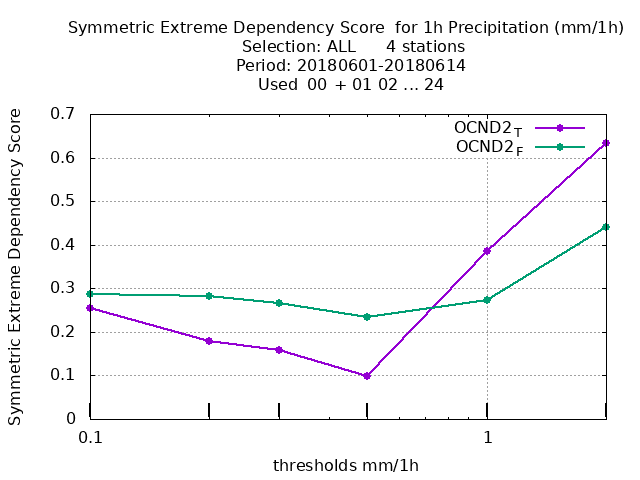 Symmetric Extreme Dependency Score  for 1h Precipitation (mm/1h)
Selection: ALL      4 stations
Period: 20180601-20180614
Used  00  + 01 02 ... 24
OCND2T
OCND2F
Symmetric Extreme Dependency Score
0.7
0.6
0.5
0.4
0.3
0.2
0.1
0
0.1
1
thresholds mm/1h